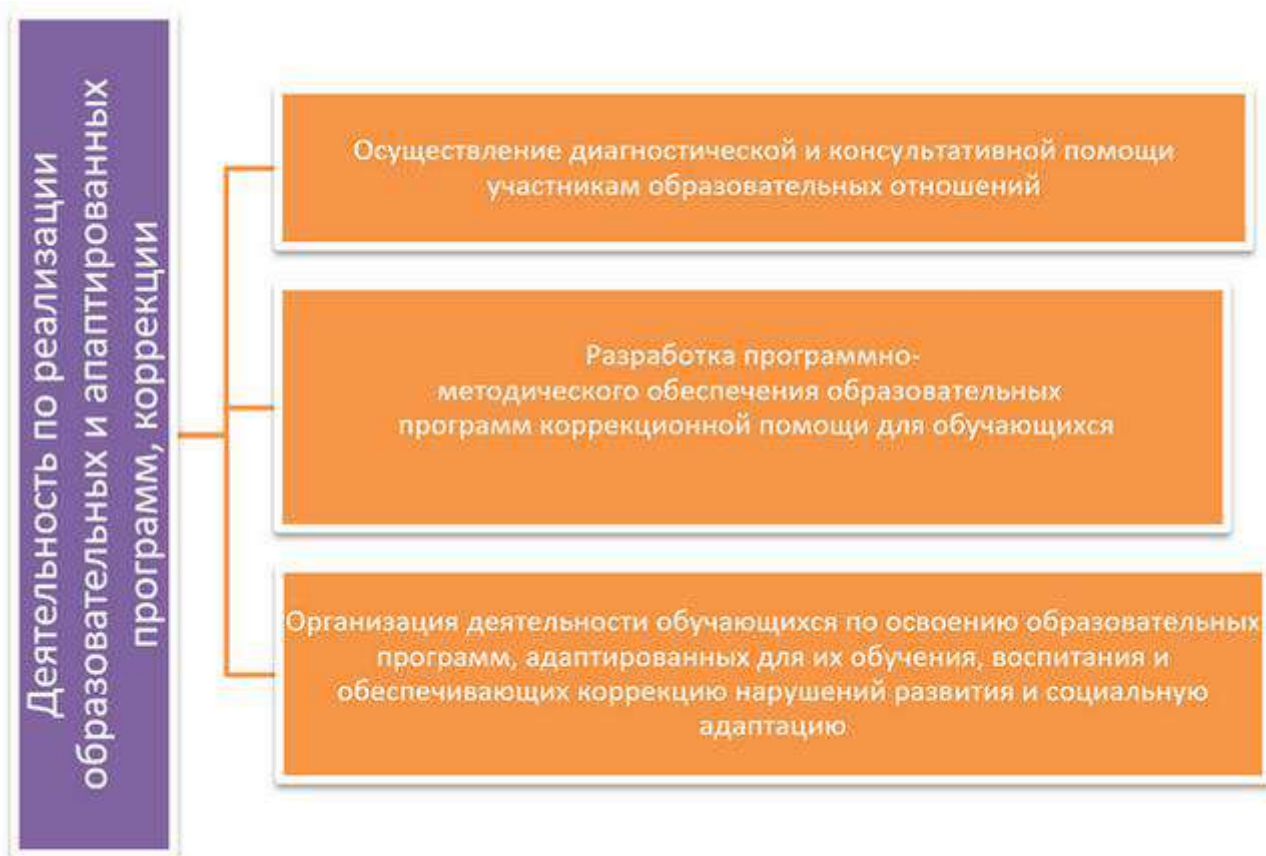 Деятельность по реализации
образовательных и апаптированных
программ, коррекции
Осуществление диагностической и консультативной помощи
участникам образовательных отношений
Разработка программно-
методического обеспечения образовательных
программ коррекционной помощи для обучающихся
Организация деятельности обучающихся по освоению образовательных
программ, адаптированных для их обучения, воспитания и
обеспечивающих коррекцию нарушений развития и социальную
адаптацию